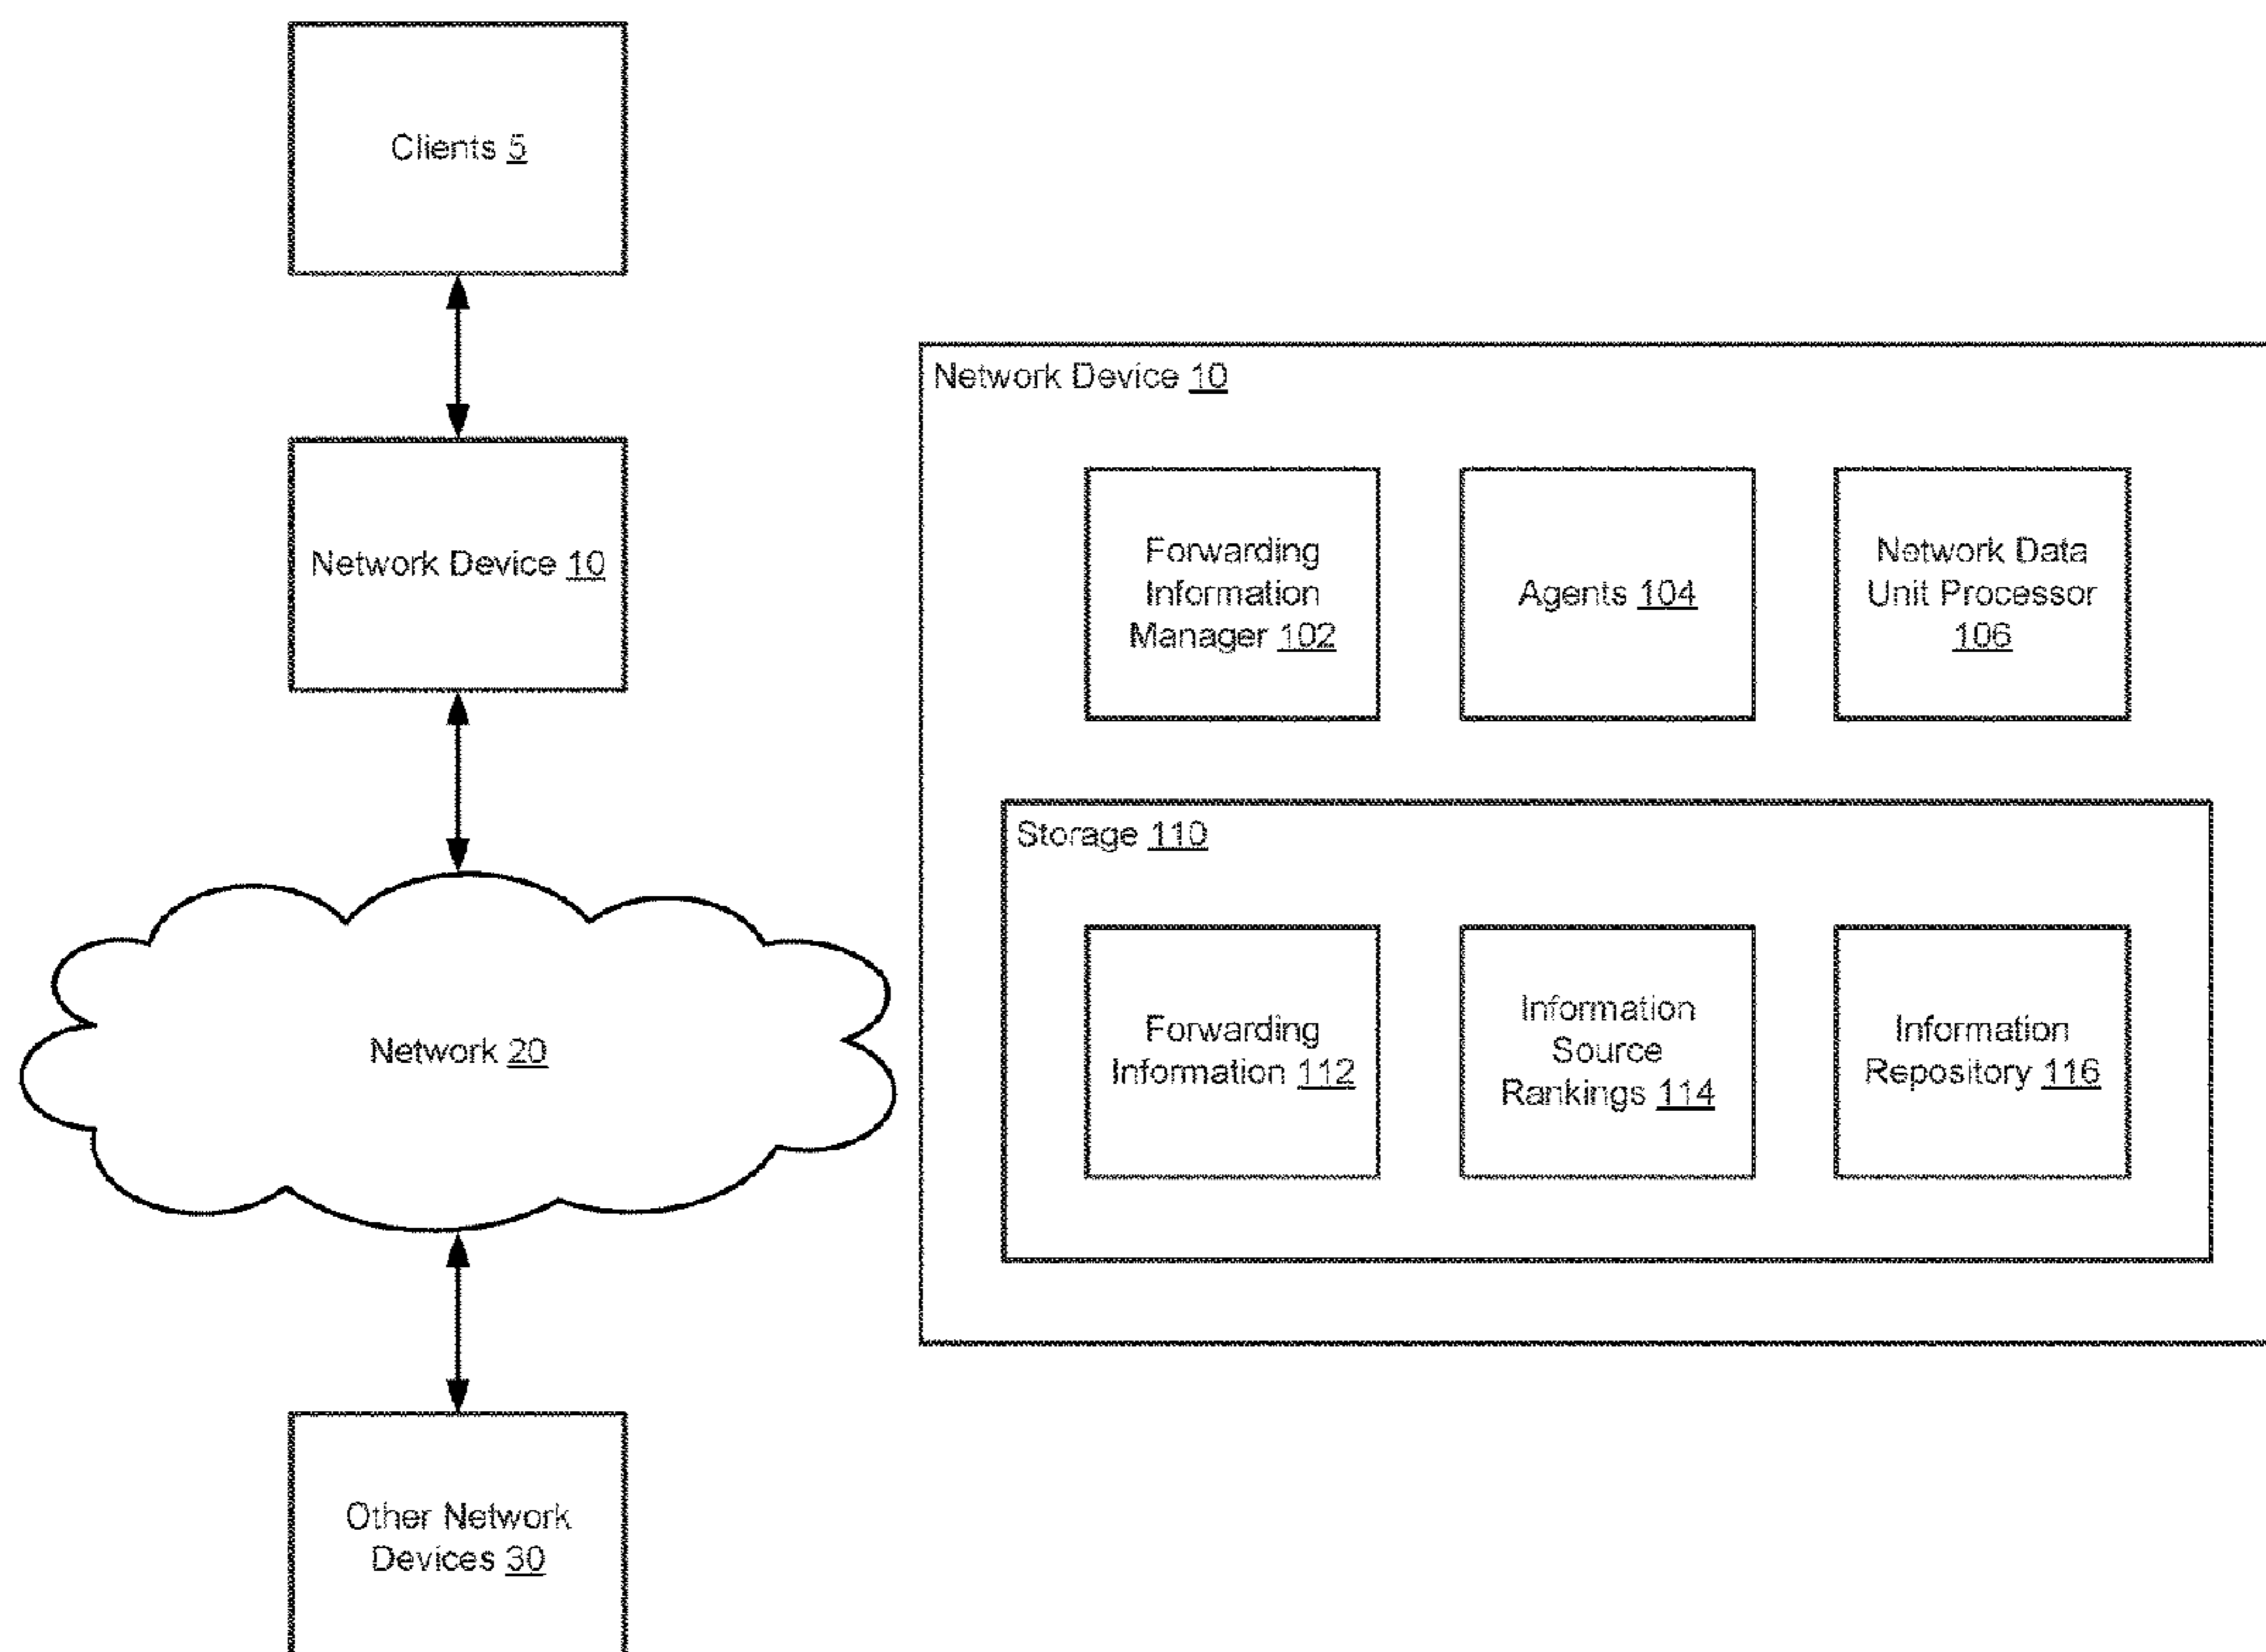 Clients 5
Network Device 10
Network 20
Other Network
Devices 30
Network Device 10
Forwarding
Information
Manager 102
Agents 104
Network Data
Unit Processor
106
Storage 110
Forwarding
Information 112
Information
Source
Rankings 114
Information
Repository 116